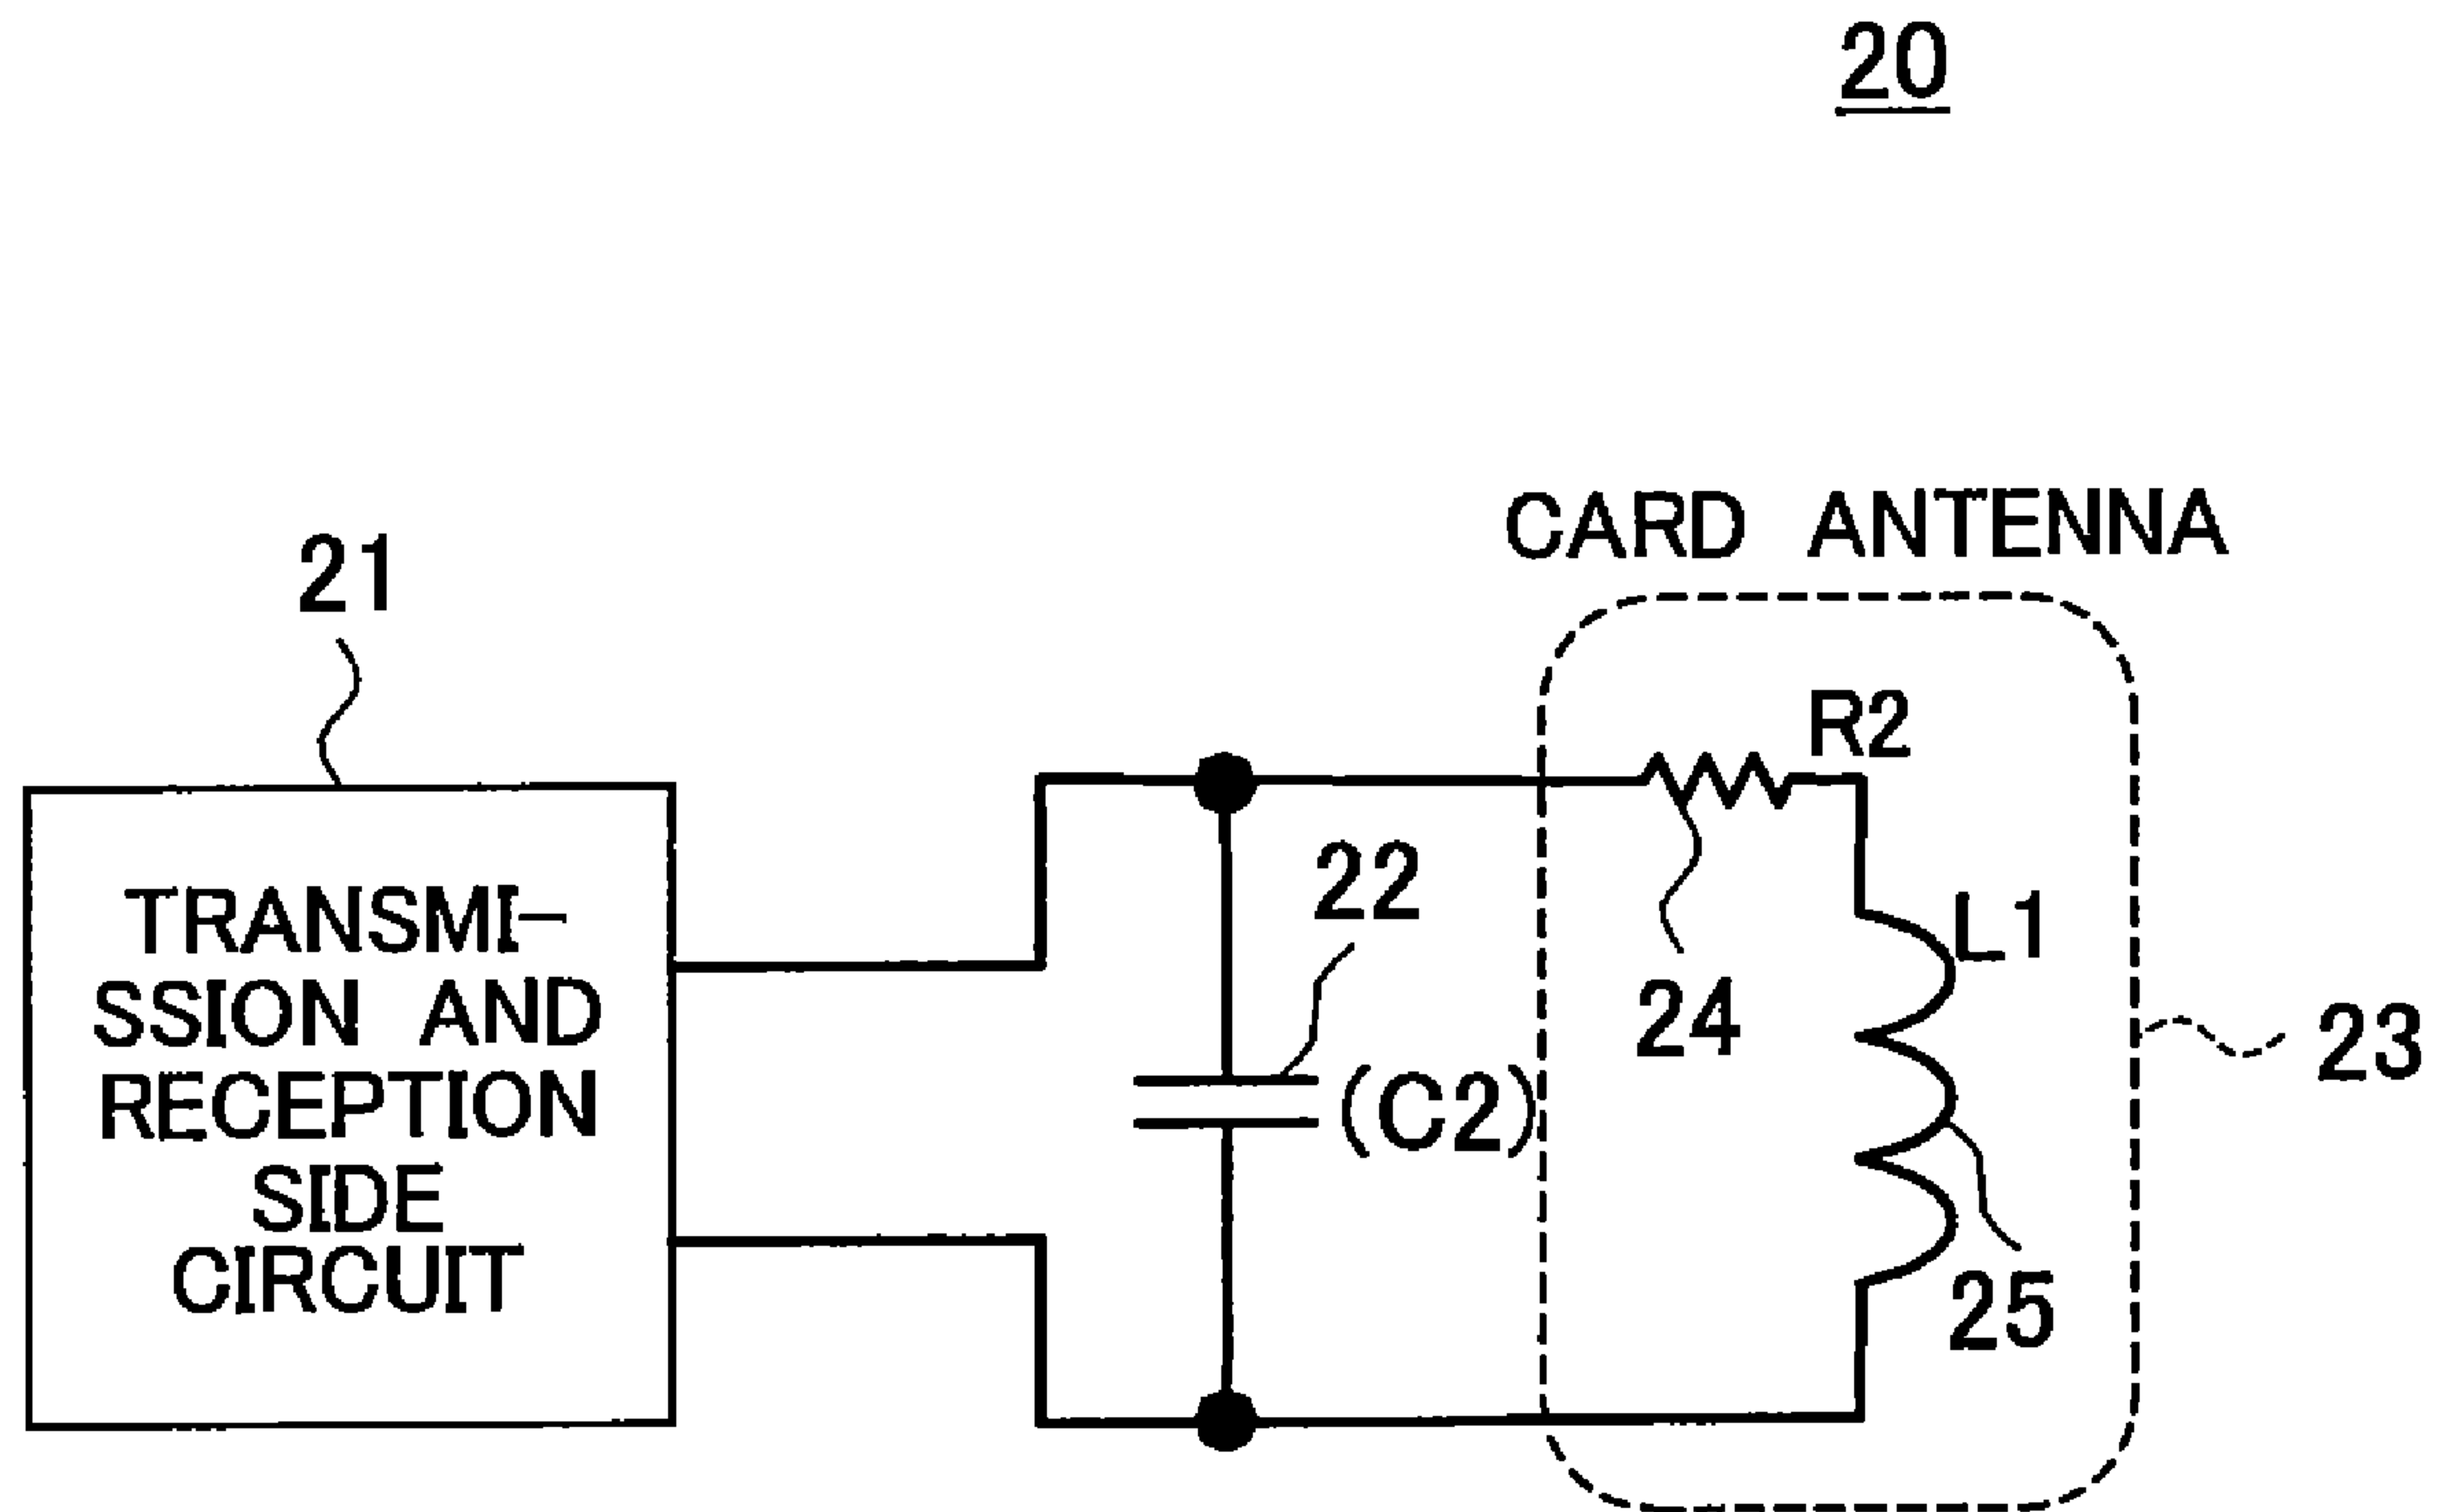 20
CARD ANTENNA
21
R2
22
L1
TRANSMI-
SSION AND
RECEPTION
SIDE
CIRCUIT
24
23
(C2)
25